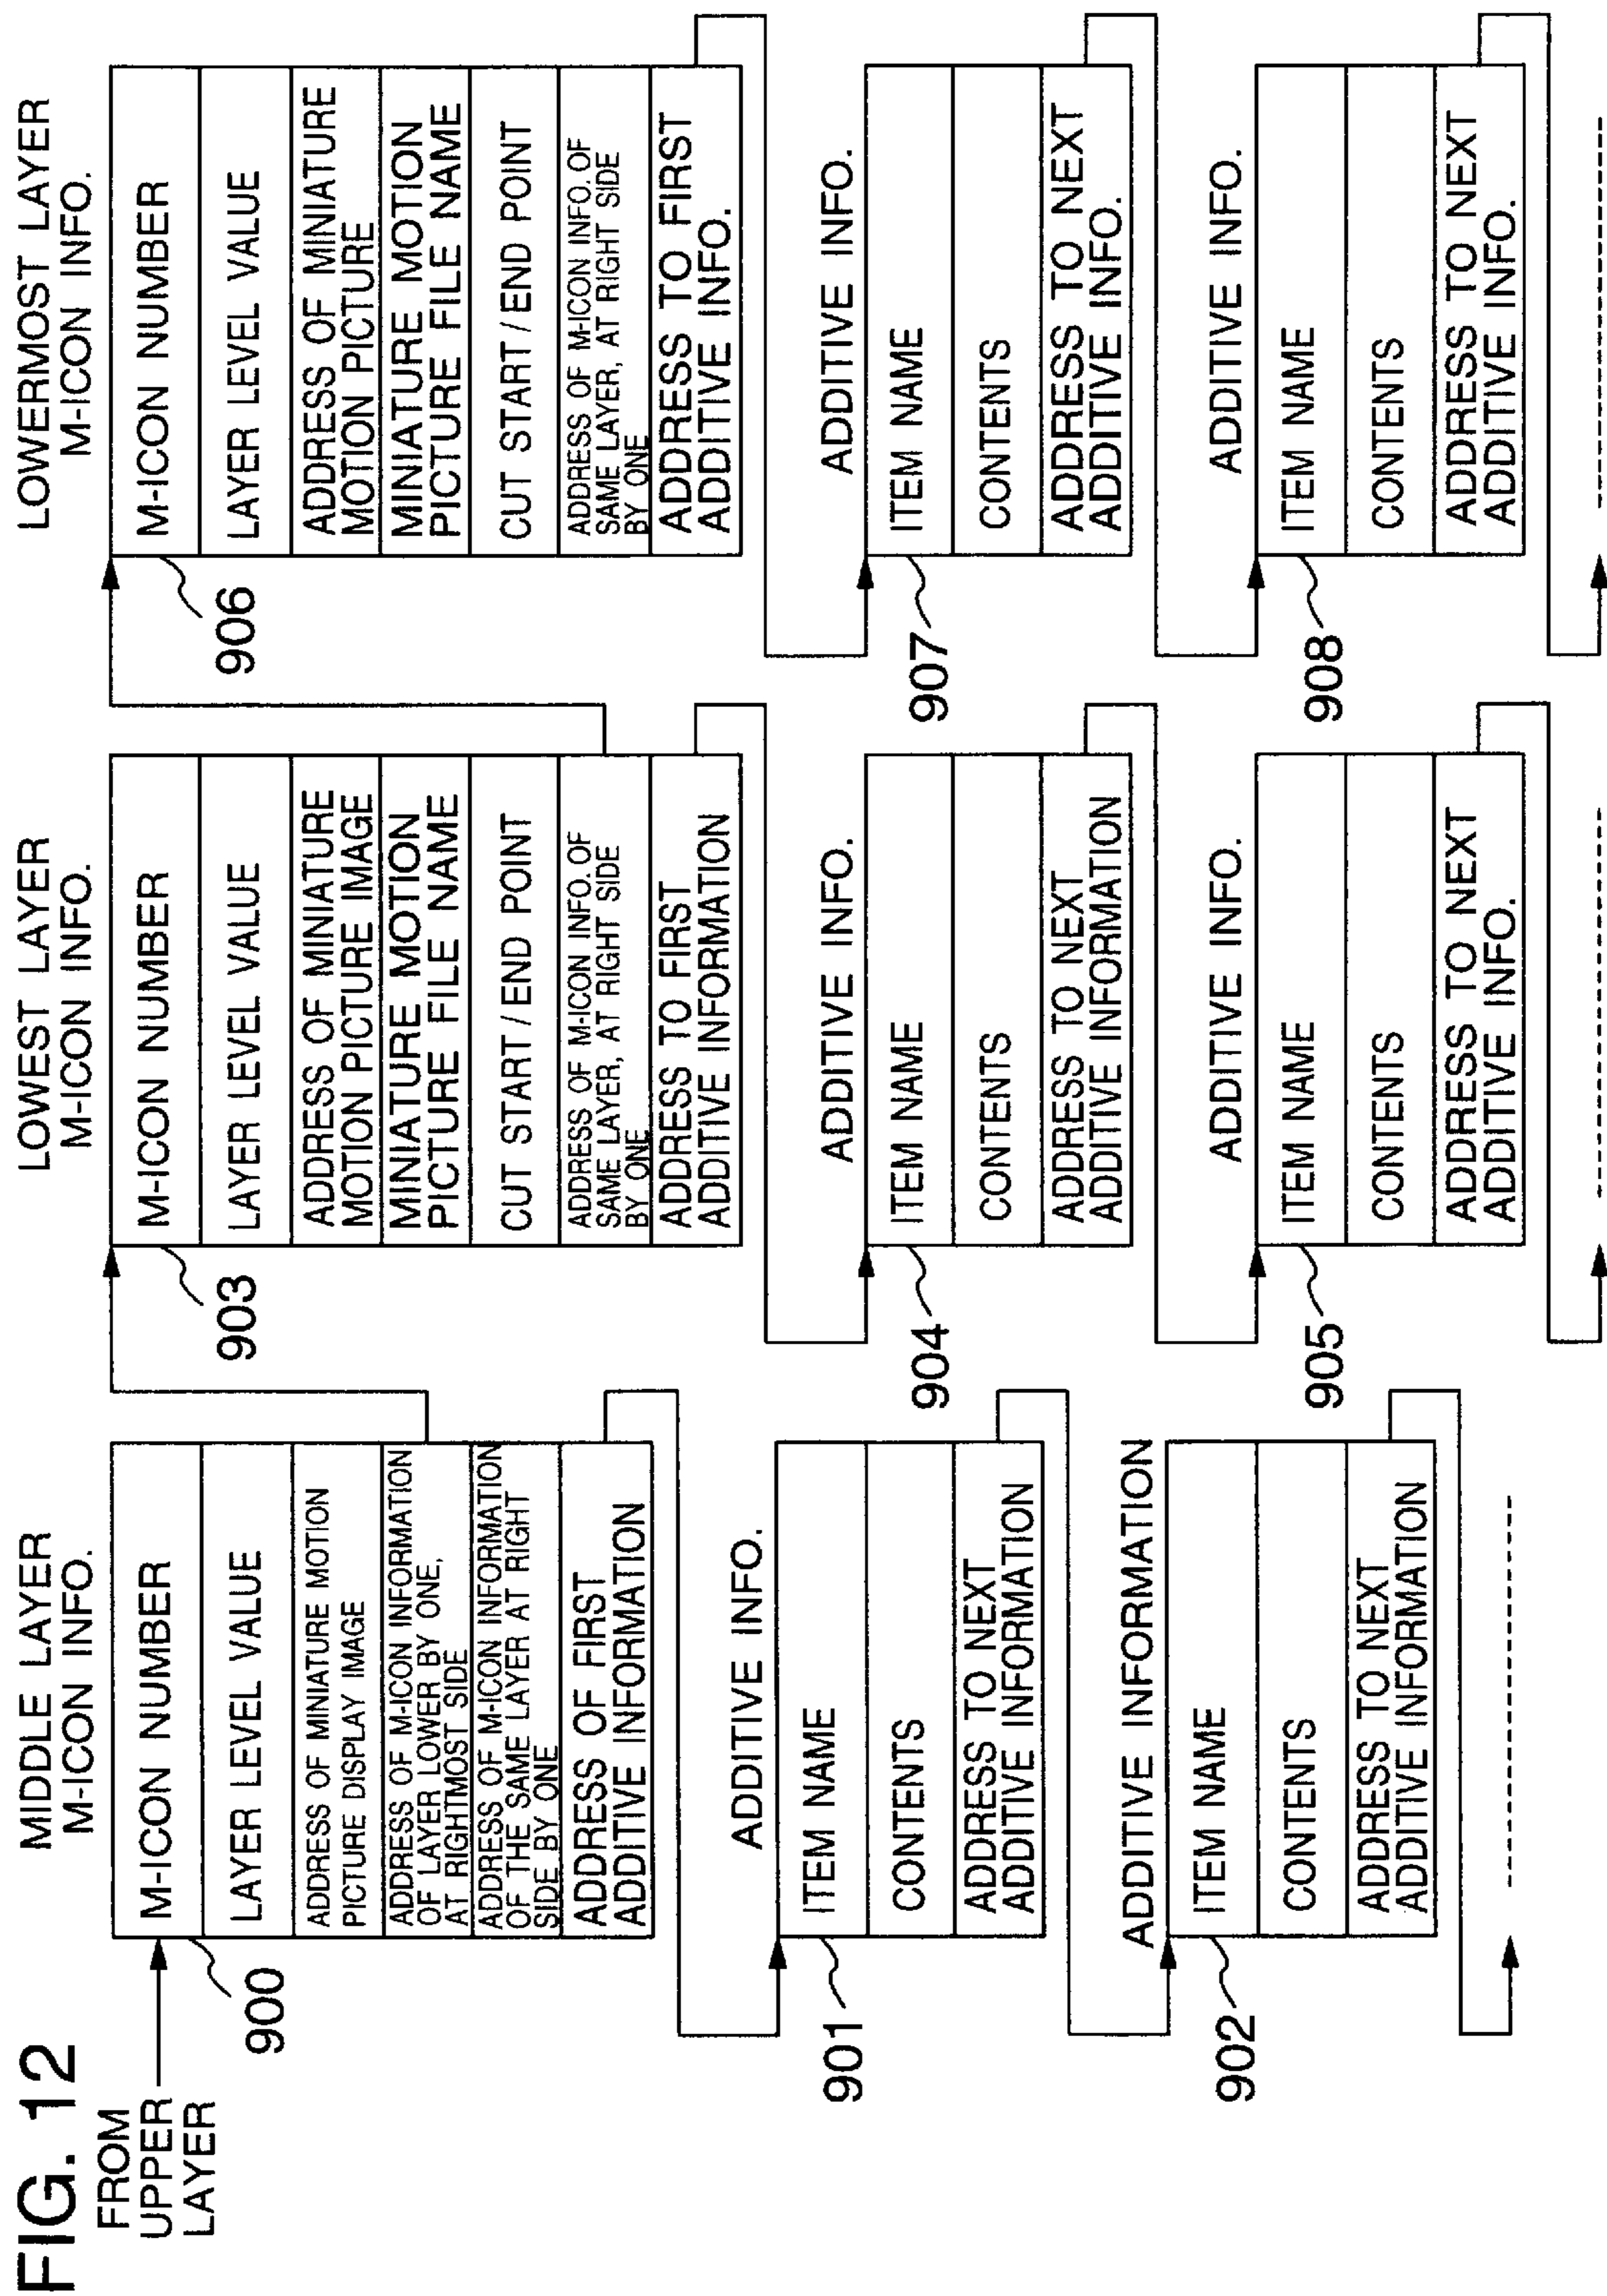 FIG. 12
FROM
UPPER
LAYER
MIDDLE LAYER
M-ICON INFO.
M-ICON NUMBER
LAYER LEVEL VALUE
ADDRESS OF MINIATURE MOTION
PICTURE DISPLAY IMAGE
ADDRESS OF M-ICON INFORMATION
OF LAYER LOWER BY ONE,
AT RIGHTMOST SIDE
ADDRESS OF M-ICON INFORMATION
OF THE SAME LAYER AT RIGHT
SIDE BY ONE
ADDRESS OF FIRST
ADDITIVE INFORMATION
900
ADDITIVE INFO.
ITEM NAME
CONTENTS
ADDRESS TO NEXT
ADDITIVE INFORMATION
901
ADDITIVE INFORMATION
ITEM NAME
CONTENTS
ADDRESS TO NEXT
ADDITIVE INFORMATION
902
LOWEST LAYER
M-ICON INFO.
M-ICON NUMBER
LAYER LEVEL VALUE
ADDRESS OF MINIATURE
MOTION PICTURE IMAGE
MINIATURE MOTION
PICTURE FILE NAME
CUT START/END POINT
ADDRESS OF M-ICON INFO. OF
SAME LAYER, AT RIGHT SIDE
BY ONE
ADDRESS TO FIRST
ADDITIVE INFORMATION
903
ADDITIVE INFO.
ITEM NAME
CONTENTS
ADDRESS TO NEXT
ADDITIVE INFORMATION
904
ADDITIVE INFO.
ITEM NAME
CONTENTS
ADDRESS TO NEXT
ADDITIVE INFO.
905
LOWERMOST LAYER
M-ICON INFO.
M-ICON NUMBER
LAYER LEVEL VALUE
ADDRESS OF MINIATURE
MOTION PICTURE
MINIATURE MOTION
PICTURE FILE NAME
CUT START/END POINT
ADDRESS OF M-ICON INFO. OF
SAME LAYER, AT RIGHT SIDE
BY ONE
ADDRESS TO FIRST
ADDITIVE INFO.
906
ADDITIVE INFO.
ITEM NAME
CONTENTS
ADDRESS TO NEXT
ADDITIVE INFO.
907
ADDITIVE INFO.
ITEM NAME
CONTENTS
ADDRESS TO NEXT
ADDITIVE INFO.
908